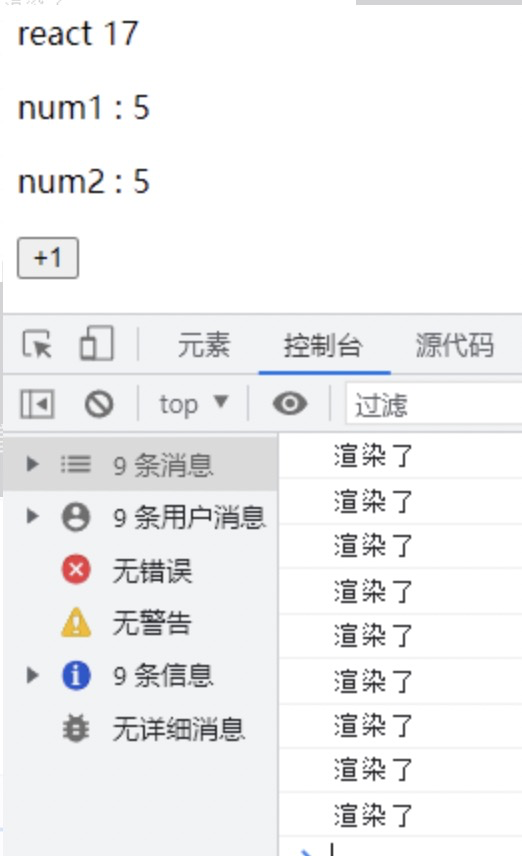 react 17
num1 : 5
num2 : 5
+1
元素 控制台 源代码
top 过滤
9 条消息
9 条用户消息
无错误
无警告
9 条信息
无详细消息
渲染了
渲染了
渲染了
渲染了
渲染了
渲染了
渲染了
渲染了
渲染了